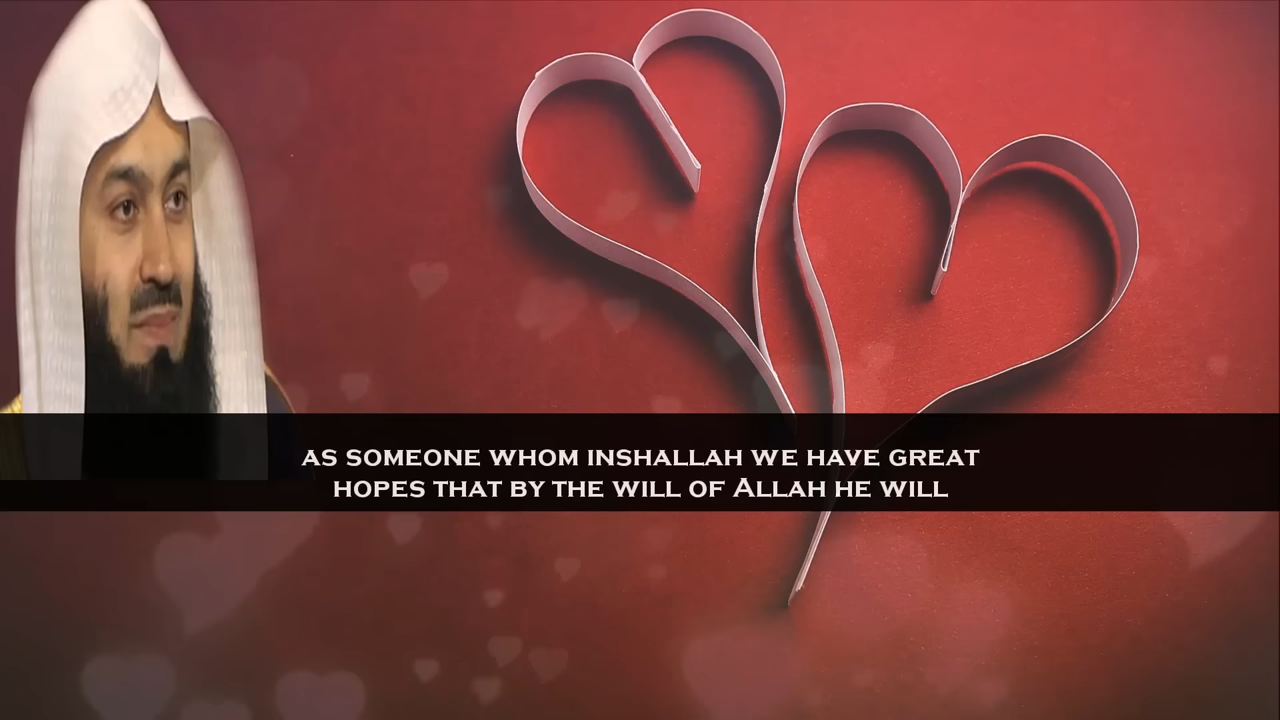 AS SOMEONE WHOM INSHALLAH WE HAVE GREAT
HOPES THAT BY THE WILL OF ALLAH HE WILL